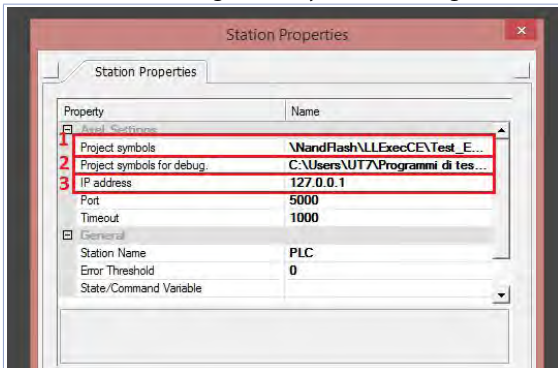 Station Properties
Station Properties
Property Name
Axel Settings
1 Project symbols \NandFlash\LLExecCE\Test_E...
2 Project symbols for debug. C:\Users\UT7\Programmi di tes...
3 IP address 127.0.0.1
Port 5000
Timeout 1000
General
Station Name PLC
Error Threshold 0
State/Command Variable